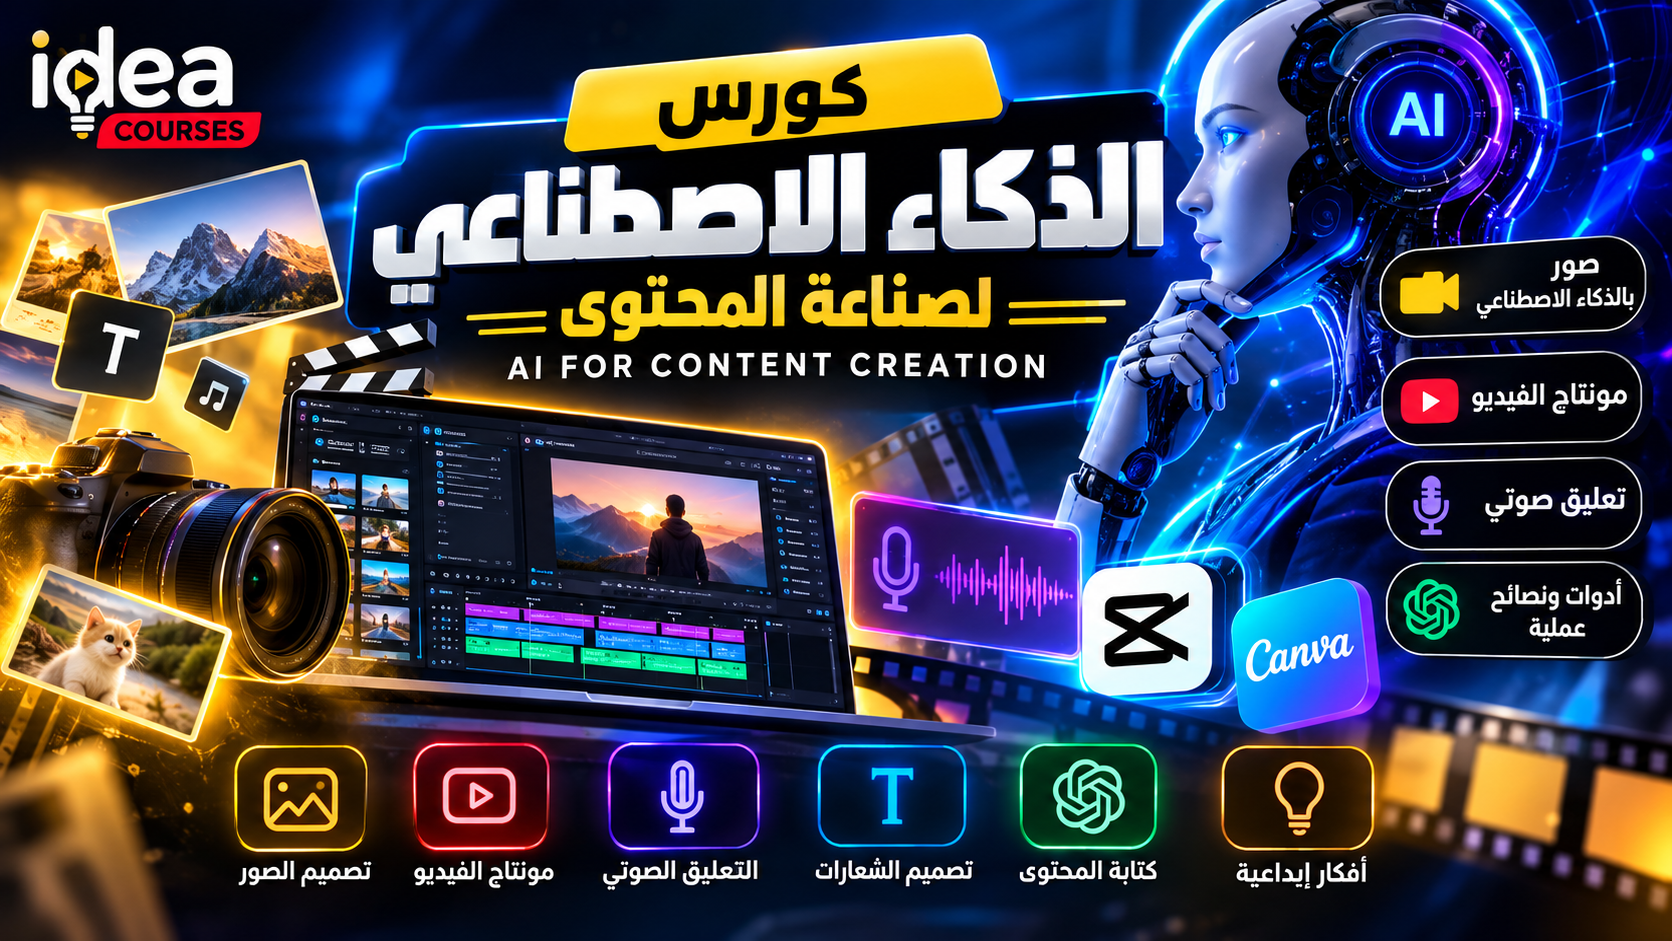 idea
COURSES
كورس
الذكاء الاصطناعي
لصناعة المحتوى
AI FOR CONTENT CREATION
AI
T
صور
بالذكاء الاصطناعي
مونتاج الفيديو
تعليق صوتي
أدوات ونصائح
عملية
Canva
T
تصميم الصور
مونتاج الفيديو
التعليق الصوتي
تصميم الشعارات
كتابة المحتوى
أفكار إبداعية